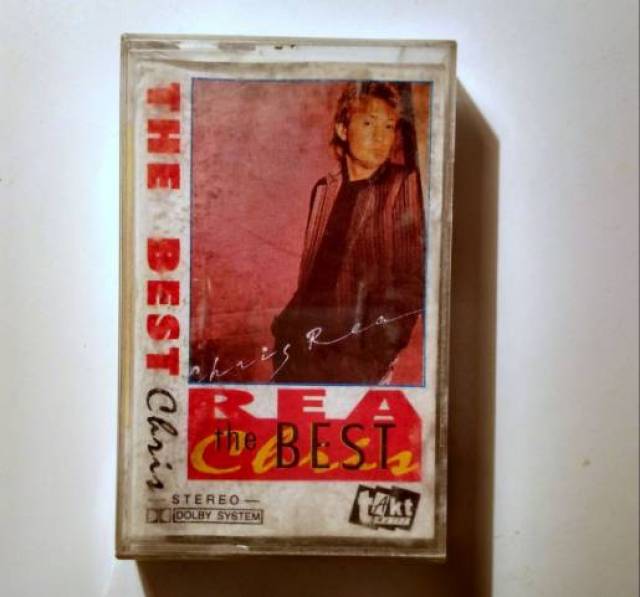 THE BEST Chris
Chris Rea
REA
Chris
the BEST
STEREO
DOLBY SYSTEM
takt